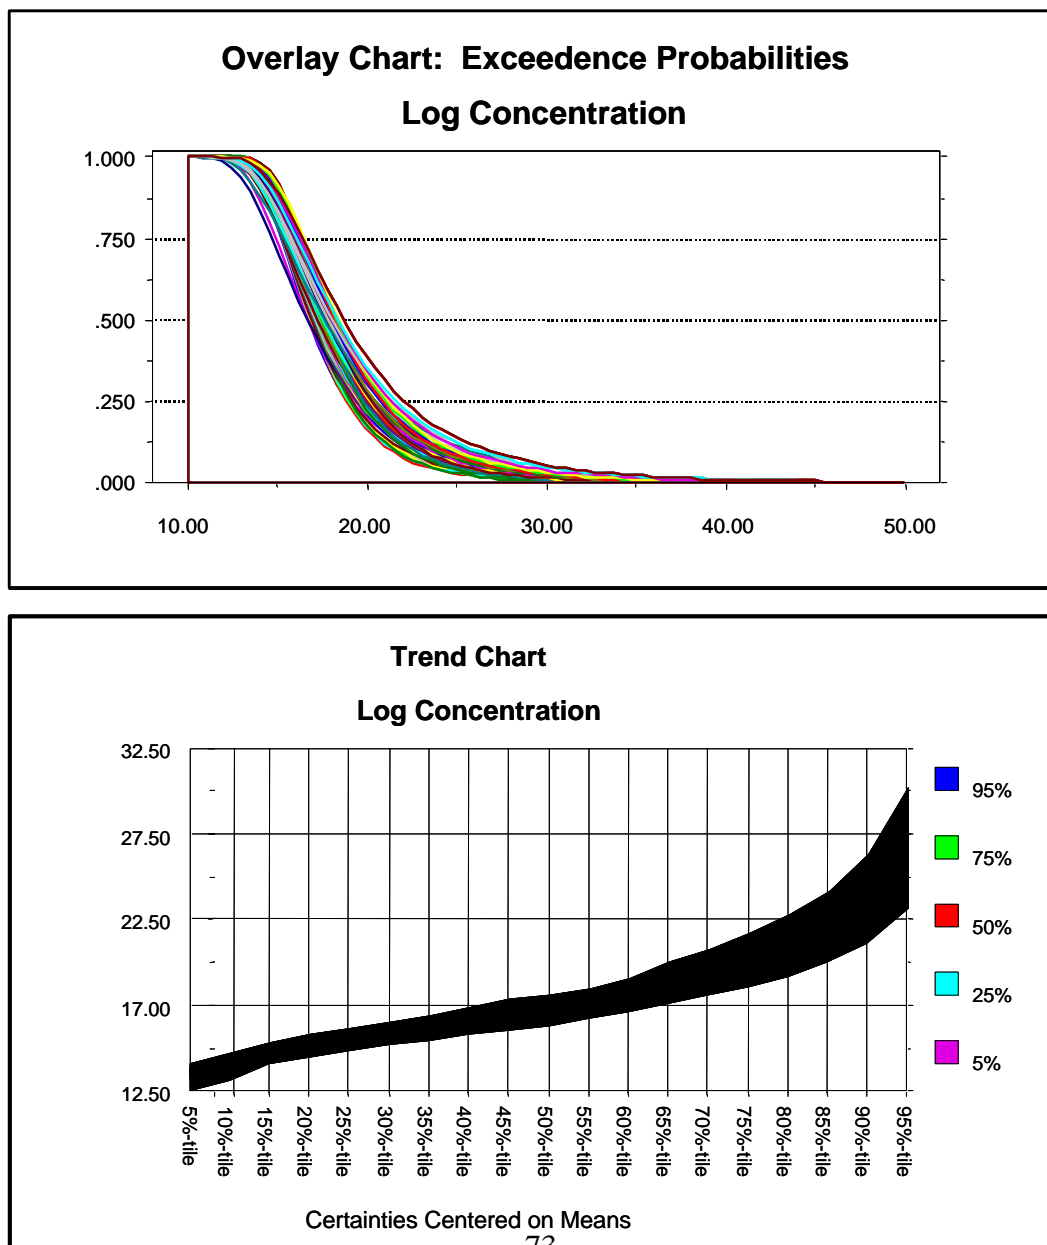 Overlay Chart: Exceedence Probabilities
Log Concentration
1.000
.750
.500
.250
.000
10.00 20.00 30.00 40.00 50.00
Trend Chart
Log Concentration
32.50
27.50
22.50
17.00
12.50
95%
75%
50%
25%
5%
5%-tile
10%-tile
15%-tile
20%-tile
25%-tile
30%-tile
35%-tile
40%-tile
45%-tile
50%-tile
55%-tile
60%-tile
65%-tile
70%-tile
75%-tile
80%-tile
85%-tile
90%-tile
95%-tile
Certainties Centered on Means
73